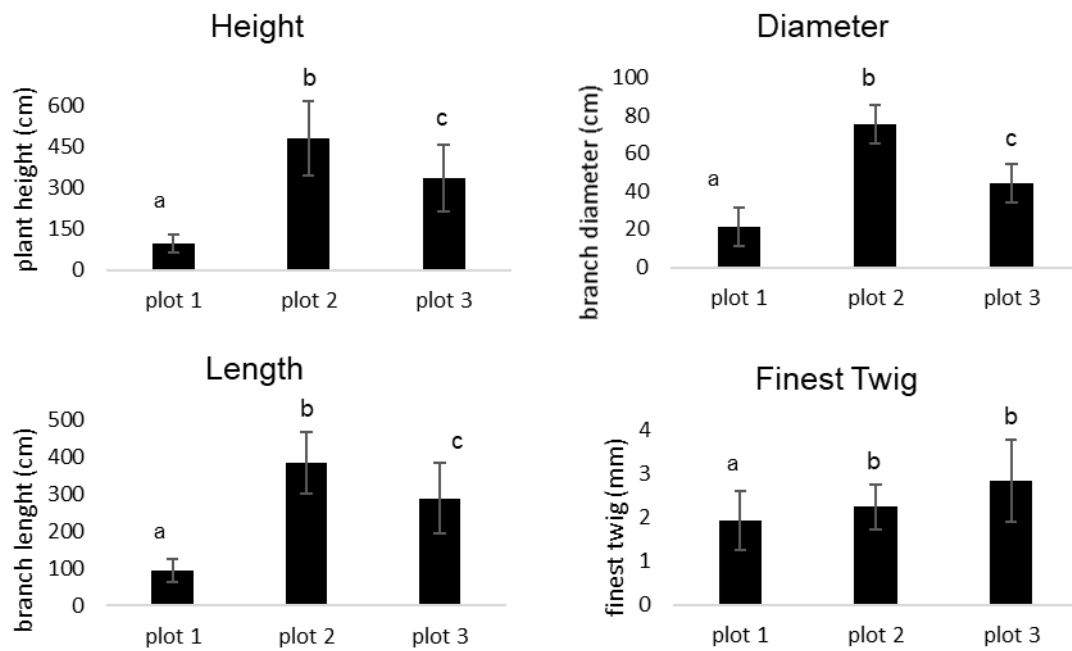 Height
plant height (cm)
600
450
300
150
0
a
b
c
plot 1 plot 2 plot 3
Diameter
branch diameter (cm)
100
80
60
40
20
0
a
b
c
plot 1 plot 2 plot 3
Length
branch lenght (cm)
500
400
300
200
100
0
a
b
c
plot 1 plot 2 plot 3
Finest Twig
finest twig (mm)
4
3
2
1
0
a
b
b
plot 1 plot 2 plot 3